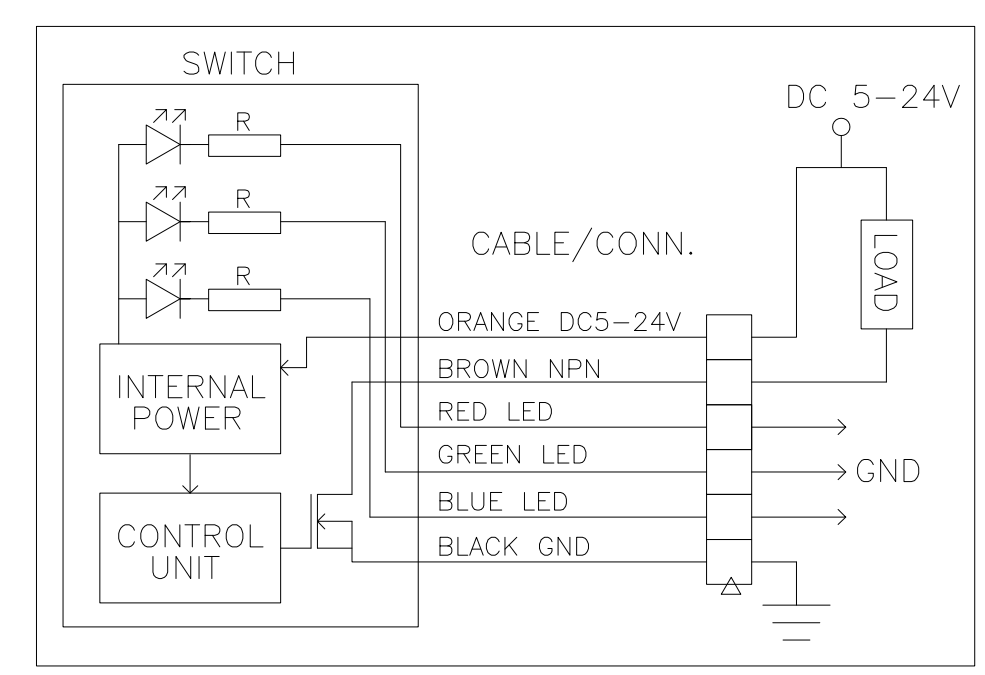 SWITCH
DC 5-24V
R
R
R
CABLE/CONN.
LOAD
ORANGE DC5-24V
BROWN NPN
RED LED
GREEN LED
BLUE LED
BLACK GND
INTERNAL
POWER
CONTROL
UNIT
GND